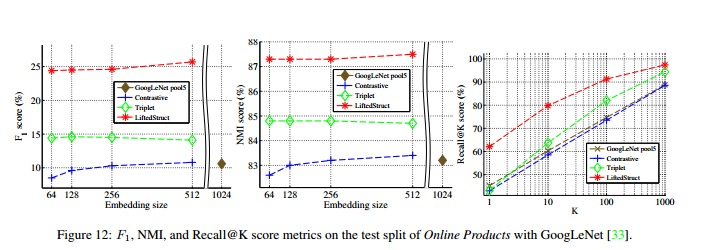 F1 score (%)
25
20
15
10
GoogLeNet pool5
Contrastive
Triplet
LiftedStruct
64 128 256 512 1024
Embedding size
NMI score (%)
88
87
86
85
84
83
GoogLeNet pool5
Contrastive
Triplet
LiftedStruct
64 128 256 512 1024
Embedding size
Recall@K score (%)
100
90
80
70
60
50
GoogLeNet pool5
Contrastive
Triplet
LiftedStruct
1 10 100 1000
K
Figure 12: F1, NMI, and Recall@K score metrics on the test split of Online Products with GoogLeNet [33].